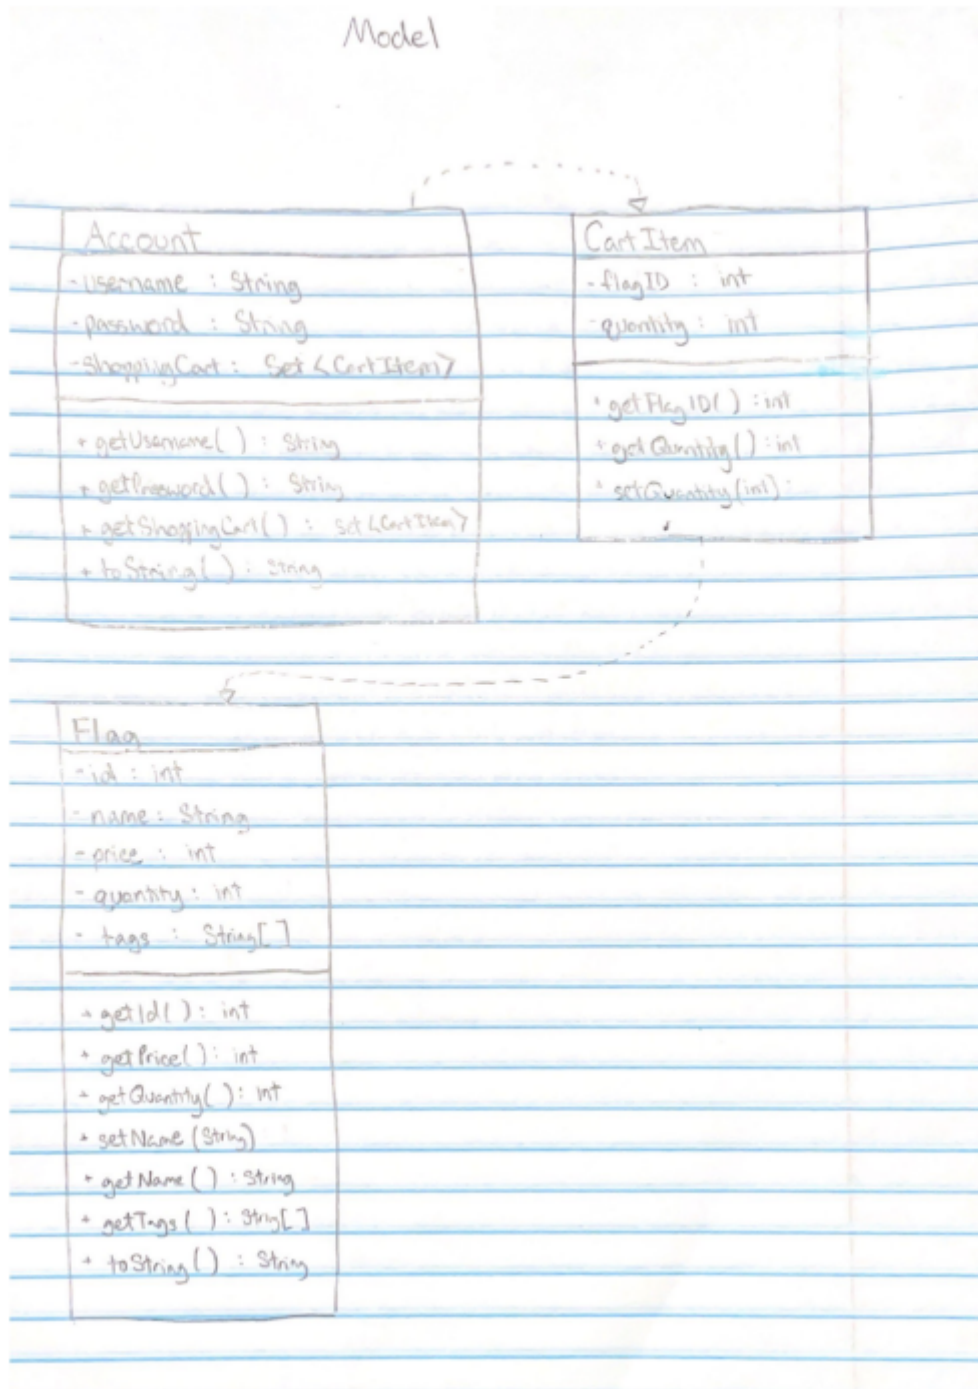 Model
Account
-username : String
-password : String
-shoppingCart : Set<CartItem>
+ getUsername( ) : String
+ getPassword( ) : String
+ getShoppingCart( ) : Set<CartItem>
+ toString( ) : String
CartItem
-flagID : int
-quantity : int
+ getFlagID( ) : int
+ getQuantity( ) : int
+ setQuantity(int) :
Flag
-id : int
-name : String
-price : int
-quantity : int
- tags : String[ ]
+ getId( ) : int
+ getPrice( ) : int
+ getQuantity( ) : int
+ setName (String)
+ getName( ) : String
+ getTags( ) : String[ ]
+ toString( ) : String